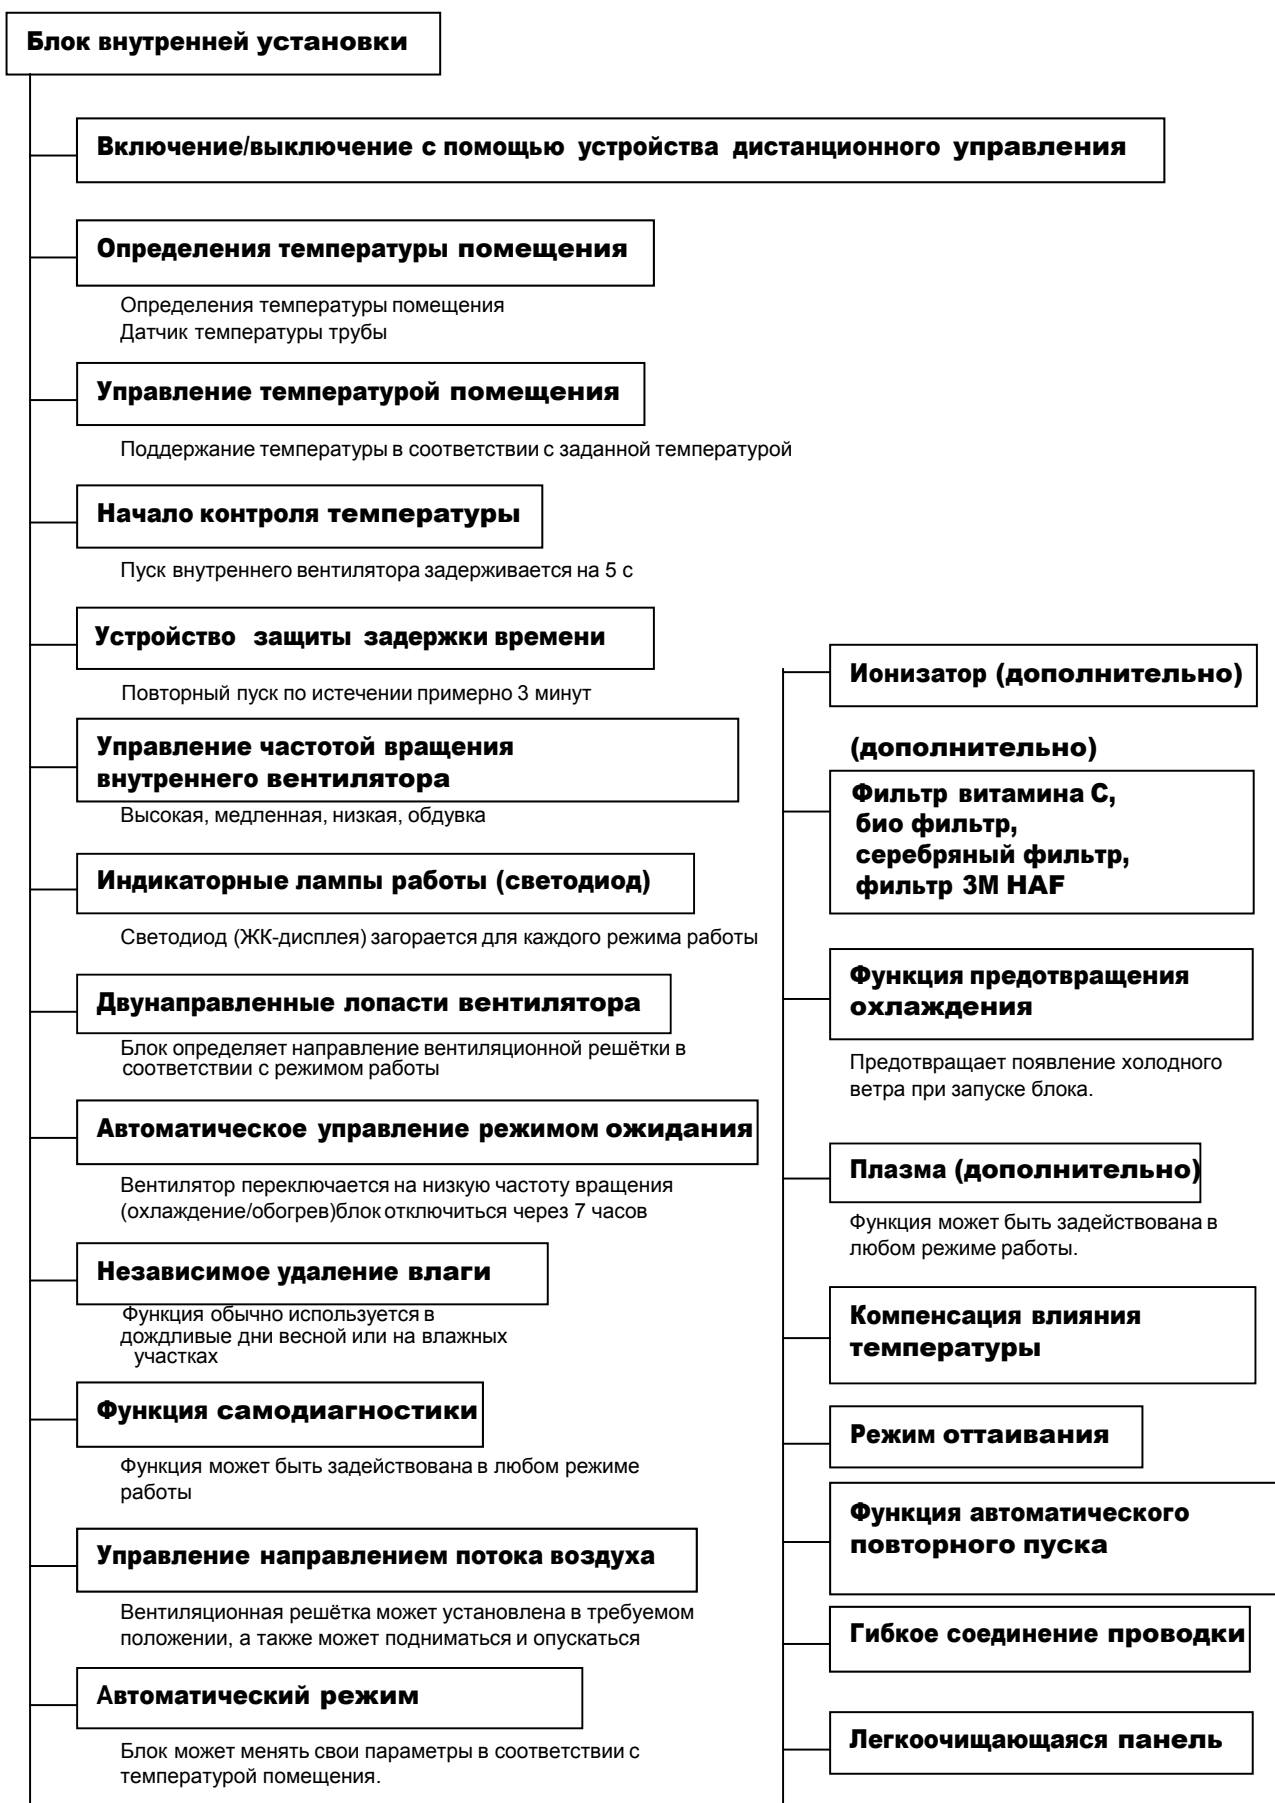 Блок внутренней установки
Включение/выключение с помощью устройства дистанционного управления
Определения температуры помещения
Определения температуры помещения
Датчик температуры трубы
Управление температурой помещения
Поддержание температуры в соответствии с заданной температурой
Начало контроля температуры
Пуск внутреннего вентилятора задерживается на 5 с
Устройство защиты задержки времени
Повторный пуск по истечении примерно 3 минут
Управление частотой вращения
внутреннего вентилятора
Высокая, медленная, низкая, обдувка
Индикаторные лампы работы (светодиод)
Светодиод (ЖК-дисплея) загорается для каждого режима работы
Двунаправленные лопасти вентилятора
Блок определяет направление вентиляционной решётки в
соответствии с режимом работы
Автоматическое управление режимом ожидания
Вентилятор переключается на низкую частоту вращения
(охлаждение/обогрев)блок отключиться через 7 часов
Независимое удаление влаги
Функция обычно используется в
дождливые дни весной или на влажных
участках
Функция самодиагностики
Функция может быть задействована в любом режиме
работы
Управление направлением потока воздуха
Вентиляционная решётка может установлена в требуемом
положении, а также может подниматься и опускаться
Автоматический режим
Блок может менять свои параметры в соответствии с
температурой помещения.
Ионизатор (дополнительно)
(дополнительно)
Фильтр витамина С,
био фильтр,
серебряный фильтр,
фильтр 3М HAF
Функция предотвращения
охлаждения
Предотвращает появление холодного
ветра при запуске блока.
Плазма (дополнительно)
Функция может быть задействована в
любом режиме работы.
Компенсация влияния
температуры
Режим оттаивания
Функция автоматического
повторного пуска
Гибкое соединение проводки
Легкоочищающаяся панель